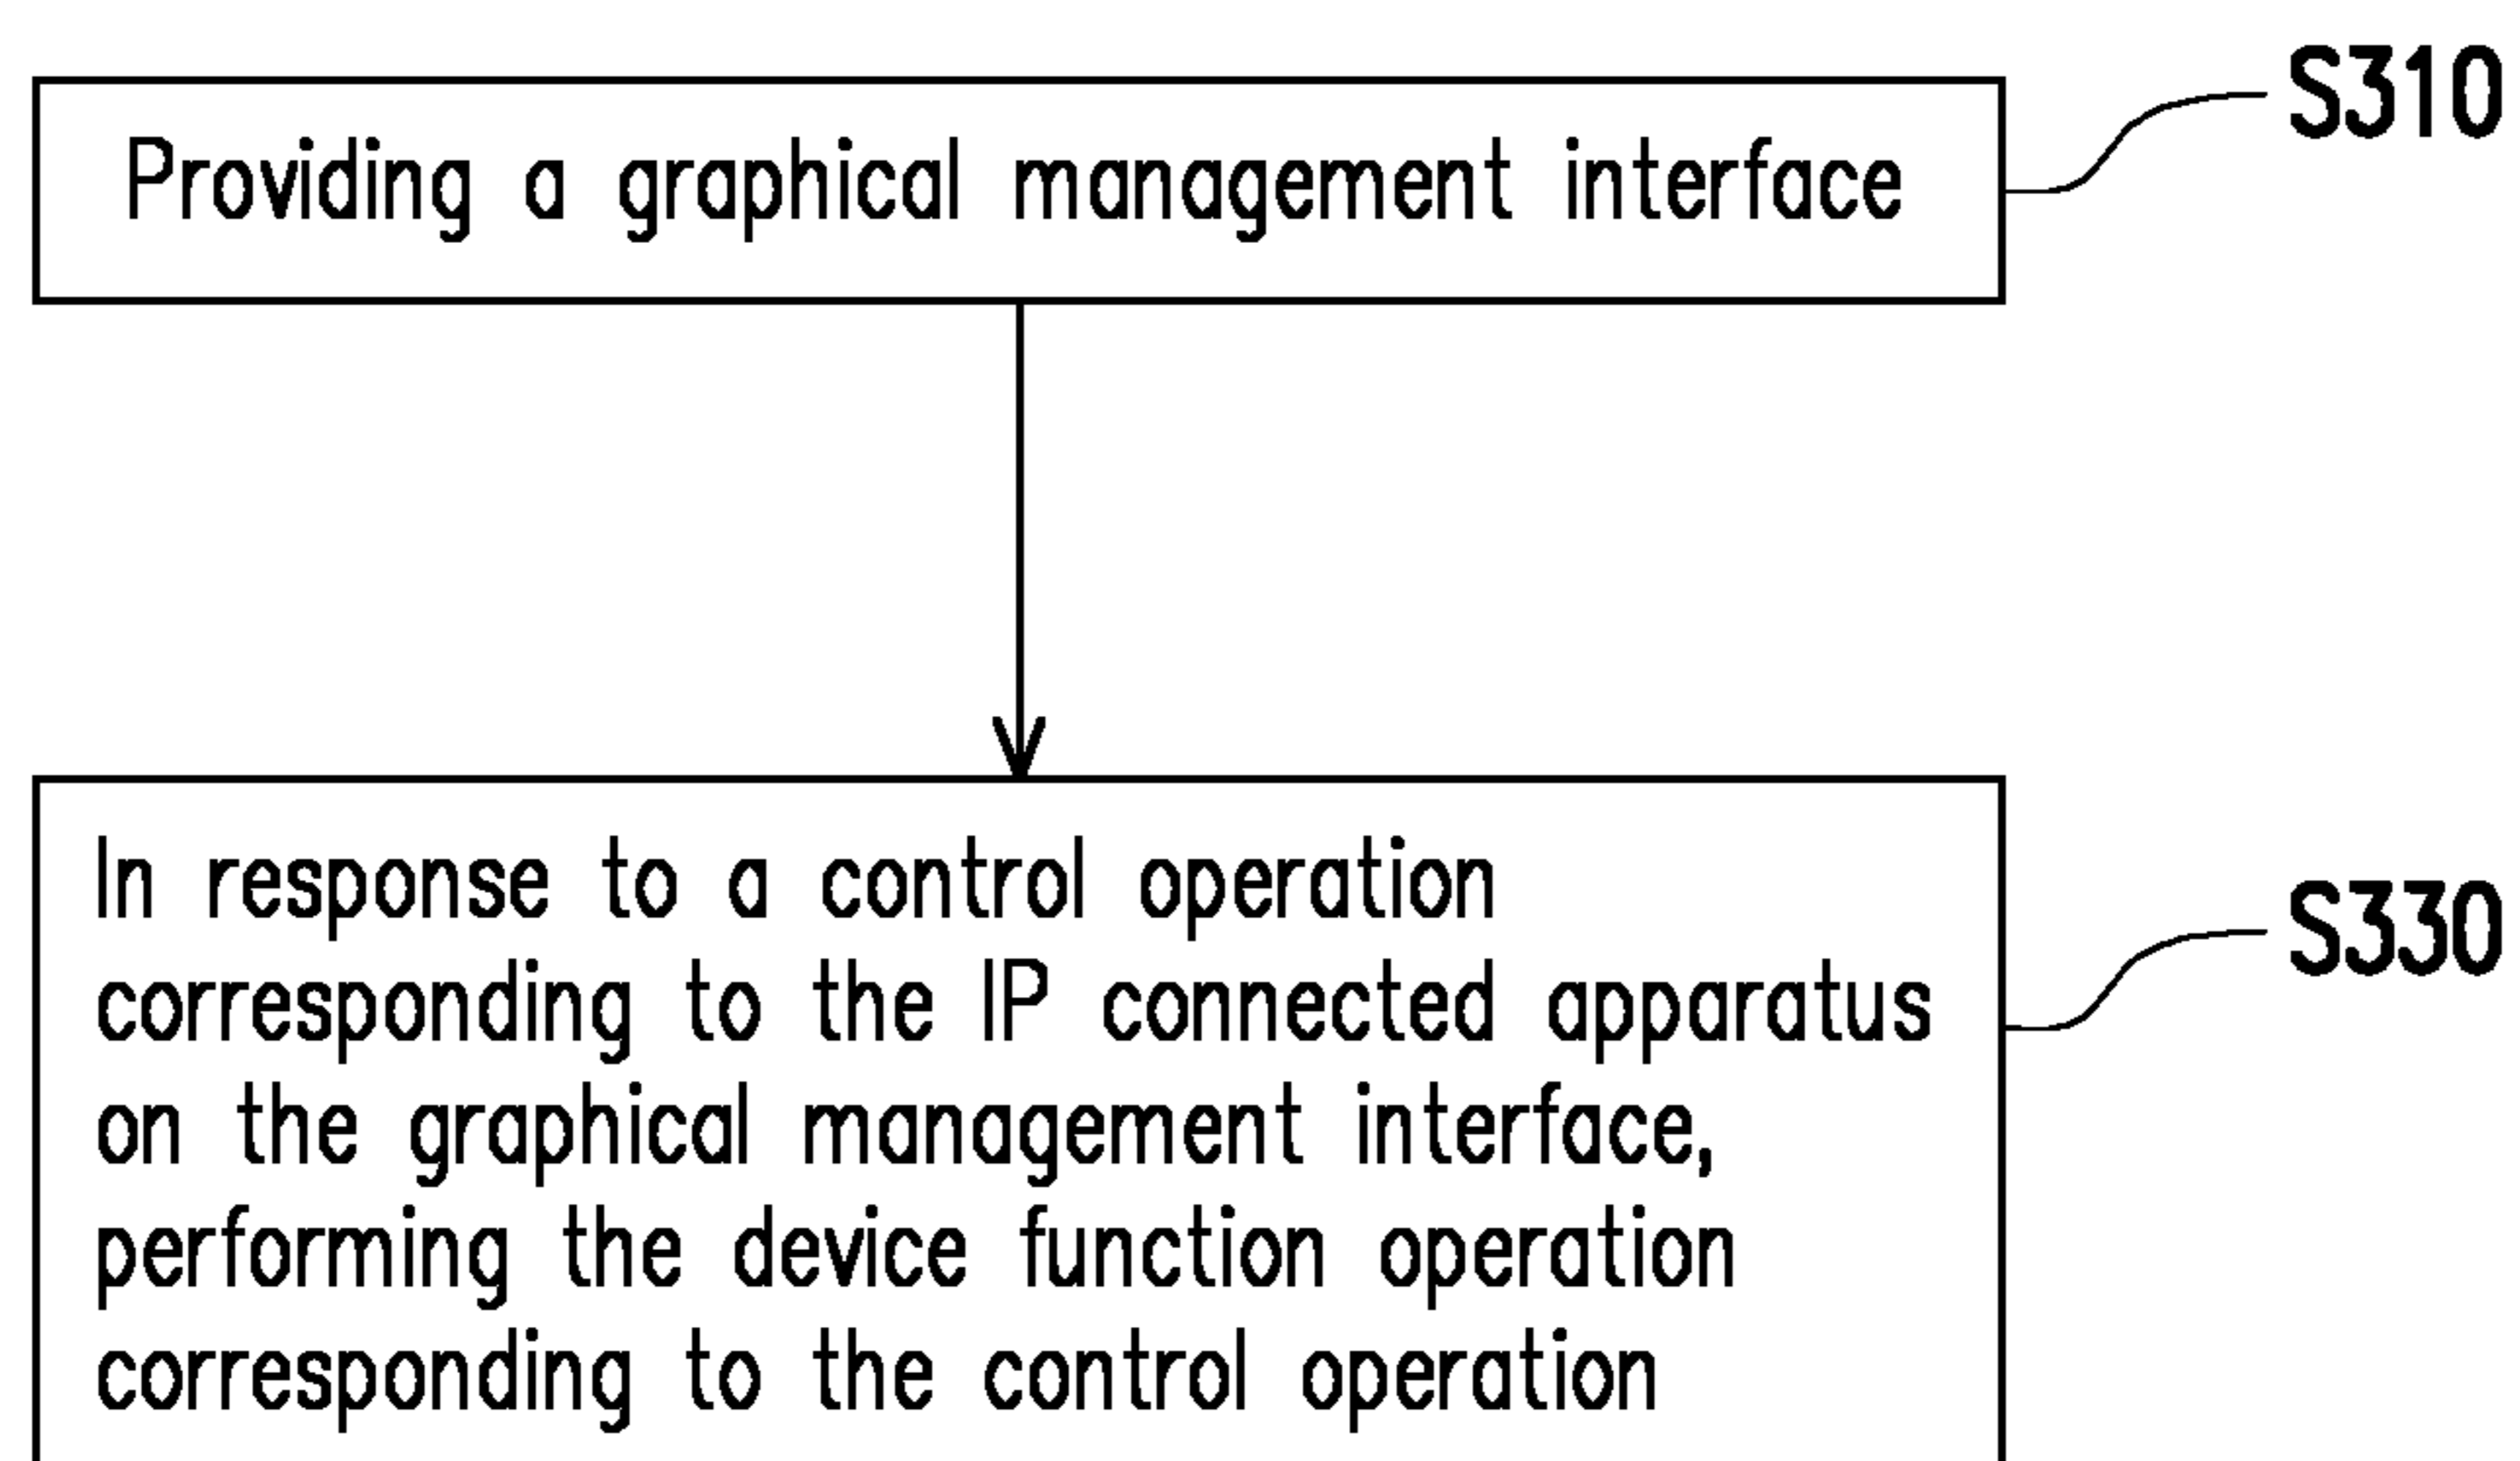 S310
Providing a graphical management interface
In response to a control operation
corresponding to the IP connected apparatus
on the graphical management interface,
performing the device function operation
corresponding to the control operation
S330